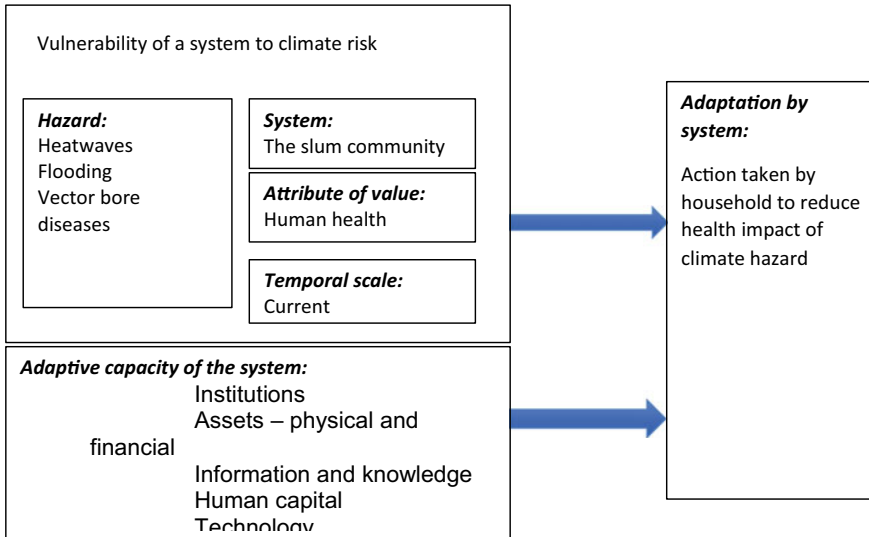 Vulnerability of a system to climate risk
Hazard:
Heatwaves
Flooding
Vector bore
diseases
System:
The slum community
Attribute of value:
Human health
Temporal scale:
Current
Adaptive capacity of the system:
Institutions
Assets – physical and
financial
Information and knowledge
Human capital
Technology
Adaptation by
system:
Action taken by
household to reduce
health impact of
climate hazard